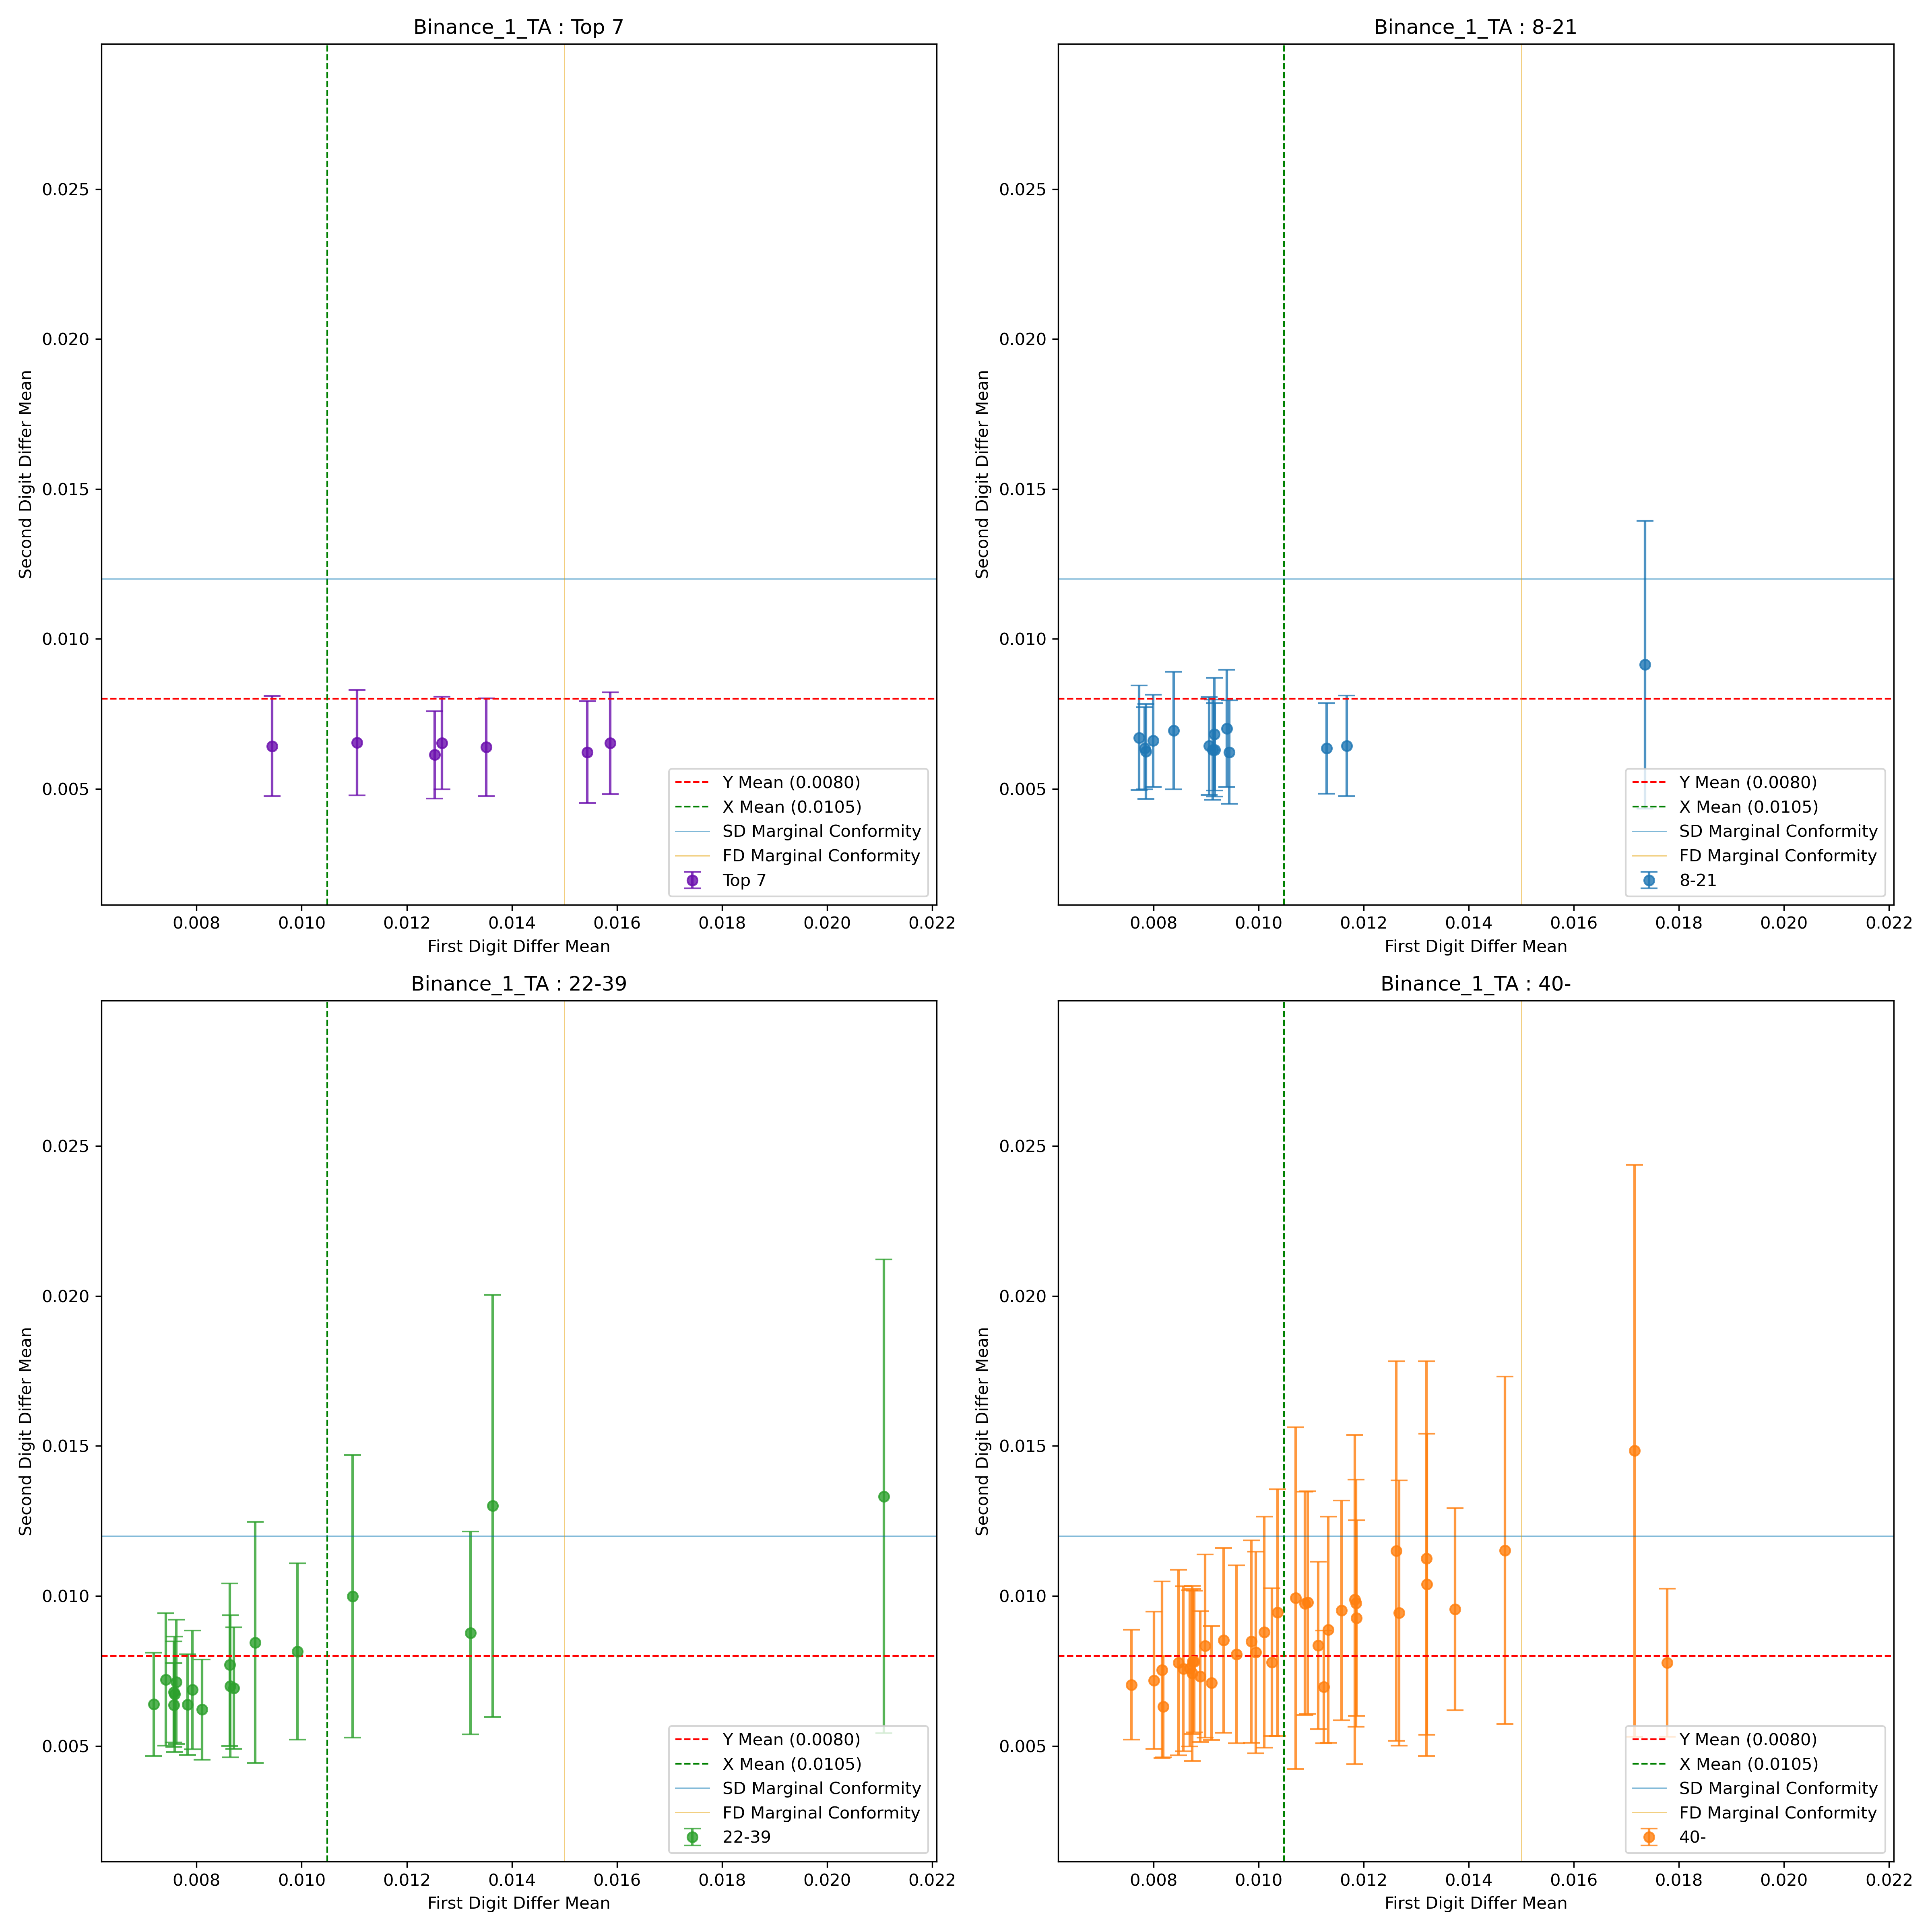 Binance_1_TA : Top 7
Second Digit Differ Mean
0.025
0.020
0.015
0.010
0.005
Y Mean (0.0080)
X Mean (0.0105)
SD Marginal Conformity
FD Marginal Conformity
Top 7
0.008 0.010 0.012 0.014 0.016 0.018 0.020 0.022
First Digit Differ Mean
Binance_1_TA : 8-21
Second Digit Differ Mean
0.025
0.020
0.015
0.010
0.005
Y Mean (0.0080)
X Mean (0.0105)
SD Marginal Conformity
FD Marginal Conformity
8-21
0.008 0.010 0.012 0.014 0.016 0.018 0.020 0.022
First Digit Differ Mean
Binance_1_TA : 22-39
Second Digit Differ Mean
0.025
0.020
0.015
0.010
0.005
Y Mean (0.0080)
X Mean (0.0105)
SD Marginal Conformity
FD Marginal Conformity
22-39
0.008 0.010 0.012 0.014 0.016 0.018 0.020 0.022
First Digit Differ Mean
Binance_1_TA : 40-
Second Digit Differ Mean
0.025
0.020
0.015
0.010
0.005
Y Mean (0.0080)
X Mean (0.0105)
SD Marginal Conformity
FD Marginal Conformity
40-
0.008 0.010 0.012 0.014 0.016 0.018 0.020 0.022
First Digit Differ Mean